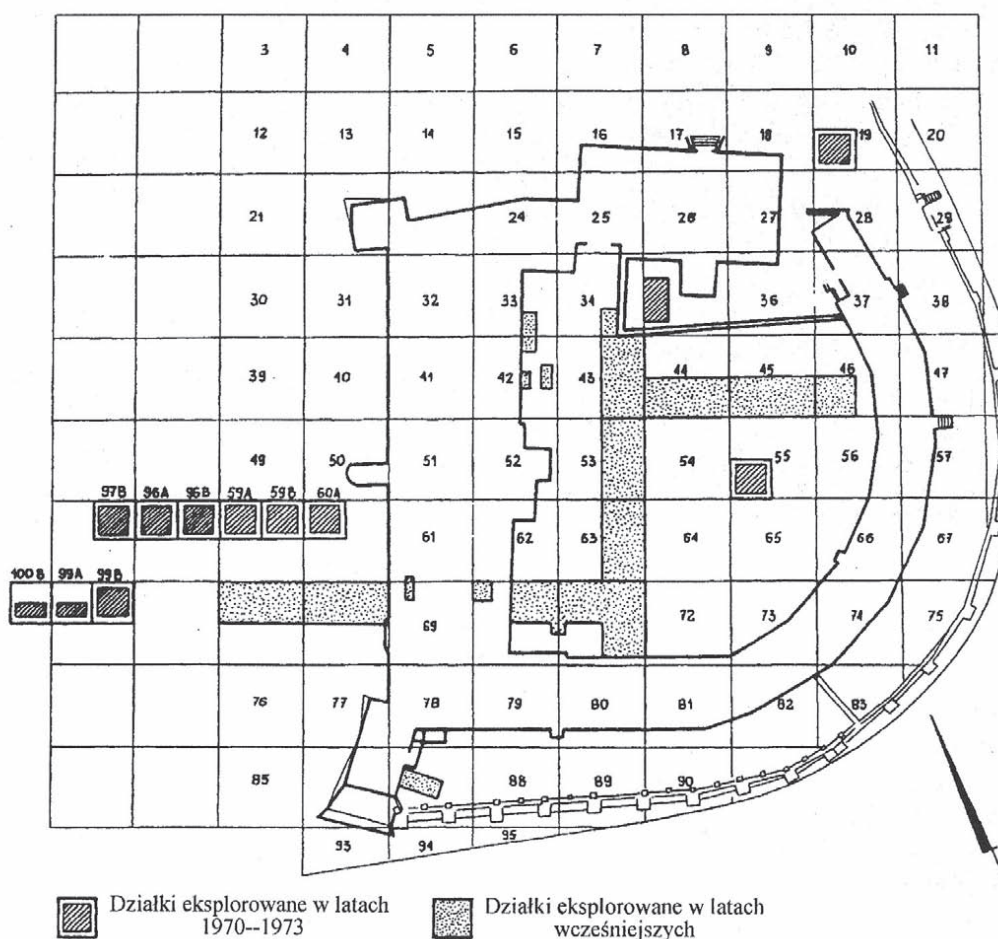 3 4 5 6 7 8 9 10 11
12 13 14 15 16 17 18 19 20
21 24 25 26 27 28 29
30 31 32 33 34 36 37 38
39 40 41 42 43 44 45 46 47
49 50 51 52 53 54 55 56 57
97B 96A 96B 59A 59B 60A
61 62 63 64 65 66 67
100B 99A 99B
69 72 73 74 75
76 77 78 79 80 81 82 83
85 88 89 90
93 94 95
Działki eksplorowane w latach
1970--1973
Działki eksplorowane w latach
wcześniejszych